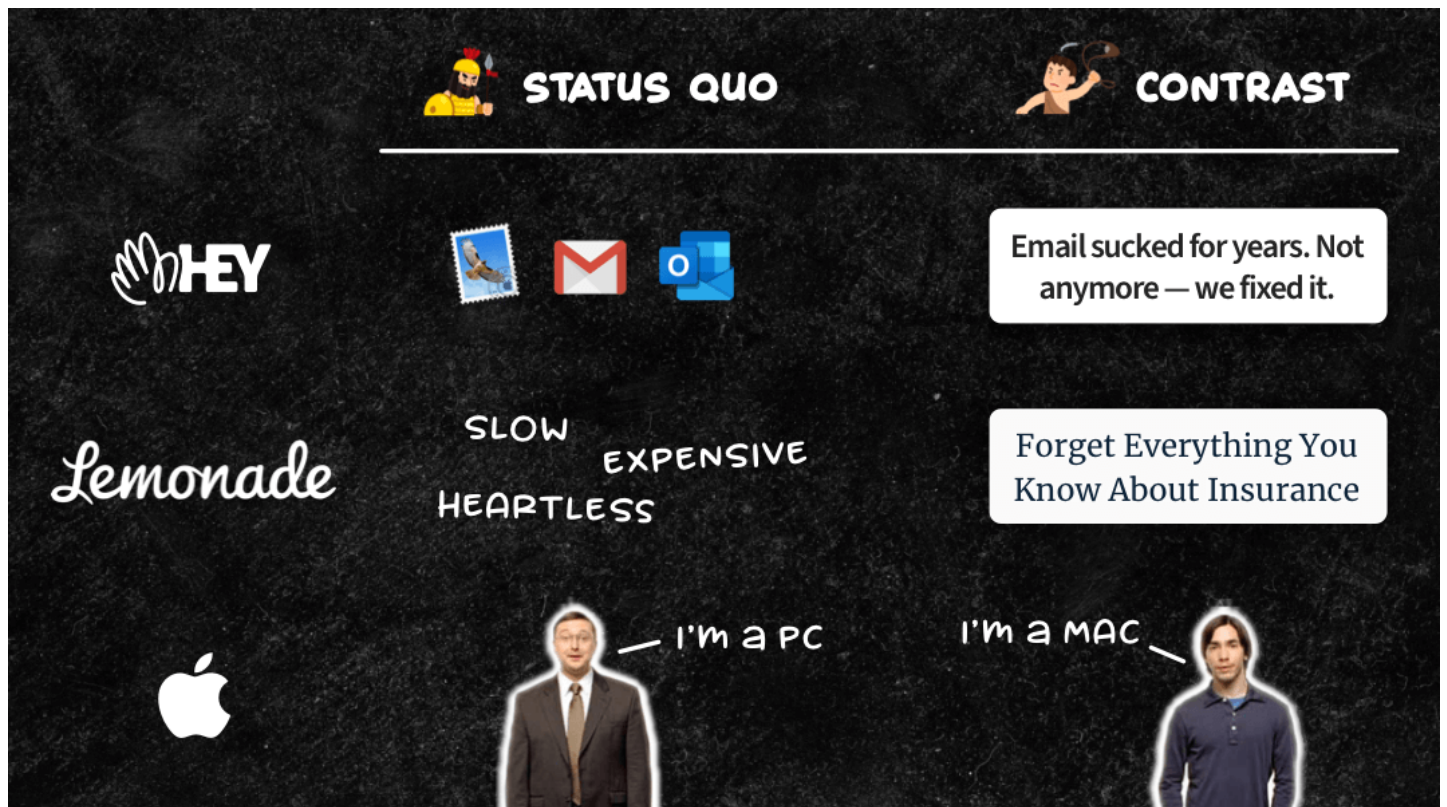 STATUS QUO
CONTRAST
HEY
Email sucked for years. Not
anymore — we fixed it.
O
Lemonade
SLOW
EXPENSIVE
HEARTLESS
Forget Everything You
Know About Insurance
I'm a PC
I'm a MAC